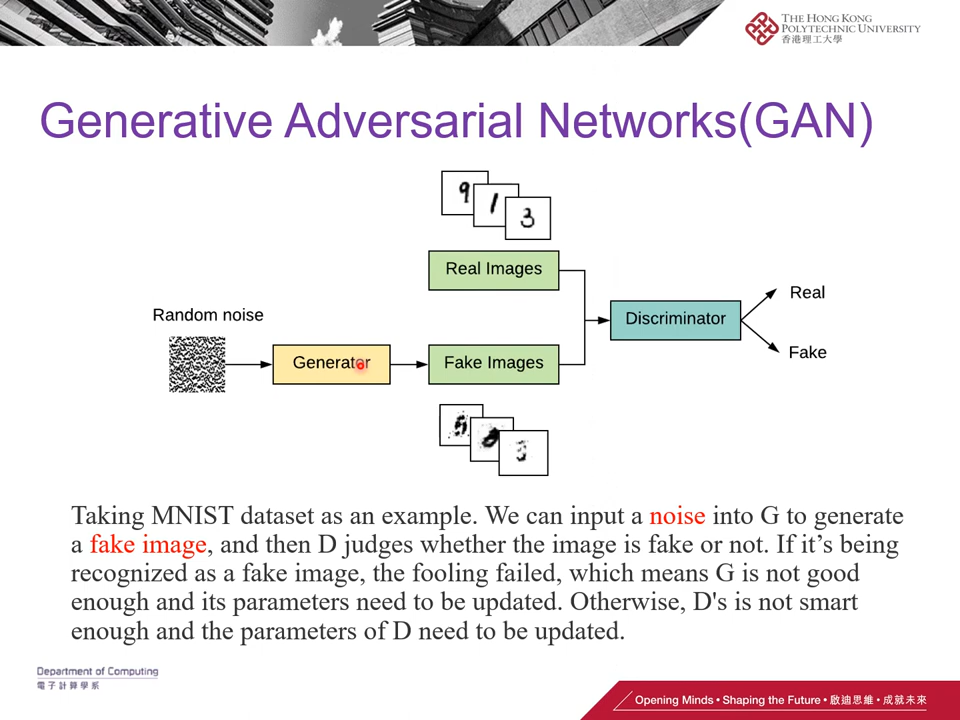 THE HONG KONG
POLYTECHNIC UNIVERSITY
香港理工大學
Generative Adversarial Networks(GAN)
9 1 3
Real Images
Random noise
Generator
Fake Images
Discriminator
Real
Fake
Taking MNIST dataset as an example. We can input a noise into G to generate
a fake image, and then D judges whether the image is fake or not. If it’s being
recognized as a fake image, the fooling failed, which means G is not good
enough and its parameters need to be updated. Otherwise, D's is not smart
enough and the parameters of D need to be updated.
Department of Computing
電子計算學系
Opening Minds • Shaping the Future • 啟迪思維 • 成就未來